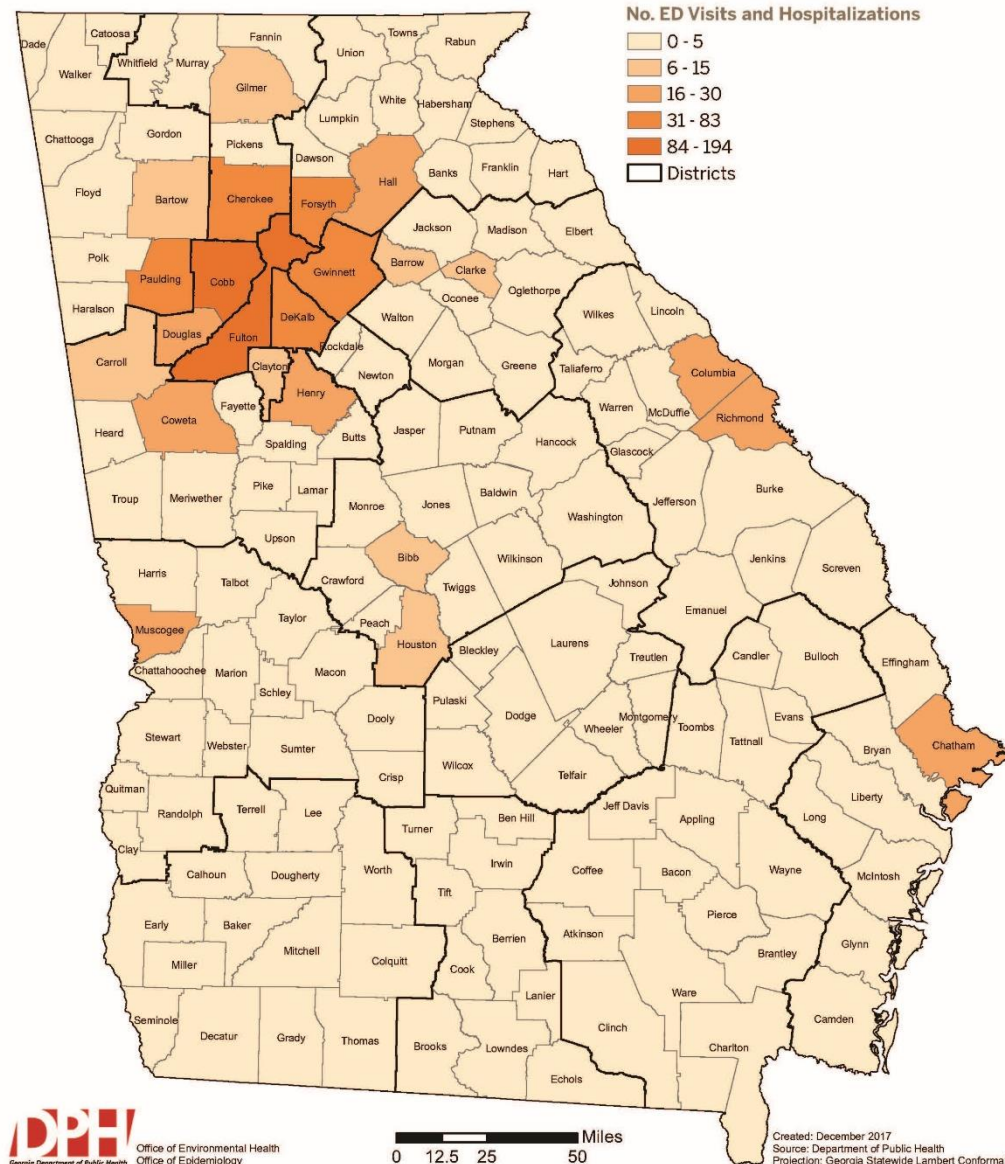 No. ED Visits and Hospitalizations
0 - 5
6 - 15
16 - 30
31 - 83
84 - 194
Districts
Dade
Catoosa
Whitfield
Murray
Fannin
Union
Towns
Rabun
Walker
Gilmer
White
Habersham
Lumpkin
Stephens
Chattooga
Gordon
Pickens
Dawson
Hall
Banks
Franklin
Hart
Floyd
Bartow
Cherokee
Forsyth
Jackson
Madison
Elbert
Polk
Paulding
Cobb
Gwinnett
Barrow
Clarke
Oconee
Oglethorpe
Haralson
Douglas
Fulton
DeKalb
Rockdale
Walton
Wilkes
Lincoln
Carroll
Clayton
Henry
Newton
Morgan
Greene
Taliaferro
Columbia
Heard
Coweta
Fayette
Spalding
Butts
Jasper
Putnam
Hancock
Warren
McDuffie
Richmond
Glascock
Troup
Meriwether
Pike
Lamar
Monroe
Jones
Baldwin
Washington
Jefferson
Burke
Upson
Bibb
Wilkinson
Jenkins
Screven
Harris
Talbot
Crawford
Twiggs
Johnson
Emanuel
Muscogee
Taylor
Peach
Houston
Bleckley
Laurens
Treutlen
Candler
Bulloch
Effingham
Chattahoochee
Marion
Schley
Macon
Pulaski
Dodge
Wheeler
Montgomery
Toombs
Tattnall
Evans
Chatham
Stewart
Webster
Sumter
Dooly
Crisp
Wilcox
Telfair
Bryan
Liberty
Quitman
Randolph
Terrell
Lee
Turner
Ben Hill
Jeff Davis
Appling
Long
Clay
Calhoun
Dougherty
Worth
Irwin
Coffee
Bacon
Wayne
McIntosh
Early
Baker
Tift
Pierce
Miller
Mitchell
Colquitt
Berrien
Atkinson
Brantley
Glynn
Cook
Lanier
Ware
Seminole
Decatur
Grady
Thomas
Brooks
Lowndes
Clinch
Charlton
Camden
Echols
DPH
Georgia Department of Public Health
Office of Environmental Health
Office of Epidemiology
Miles
0 12.5 25 50
Created: December 2017
Source: Department of Public Health
Projection: Georgia Statewide Lambert Conformal